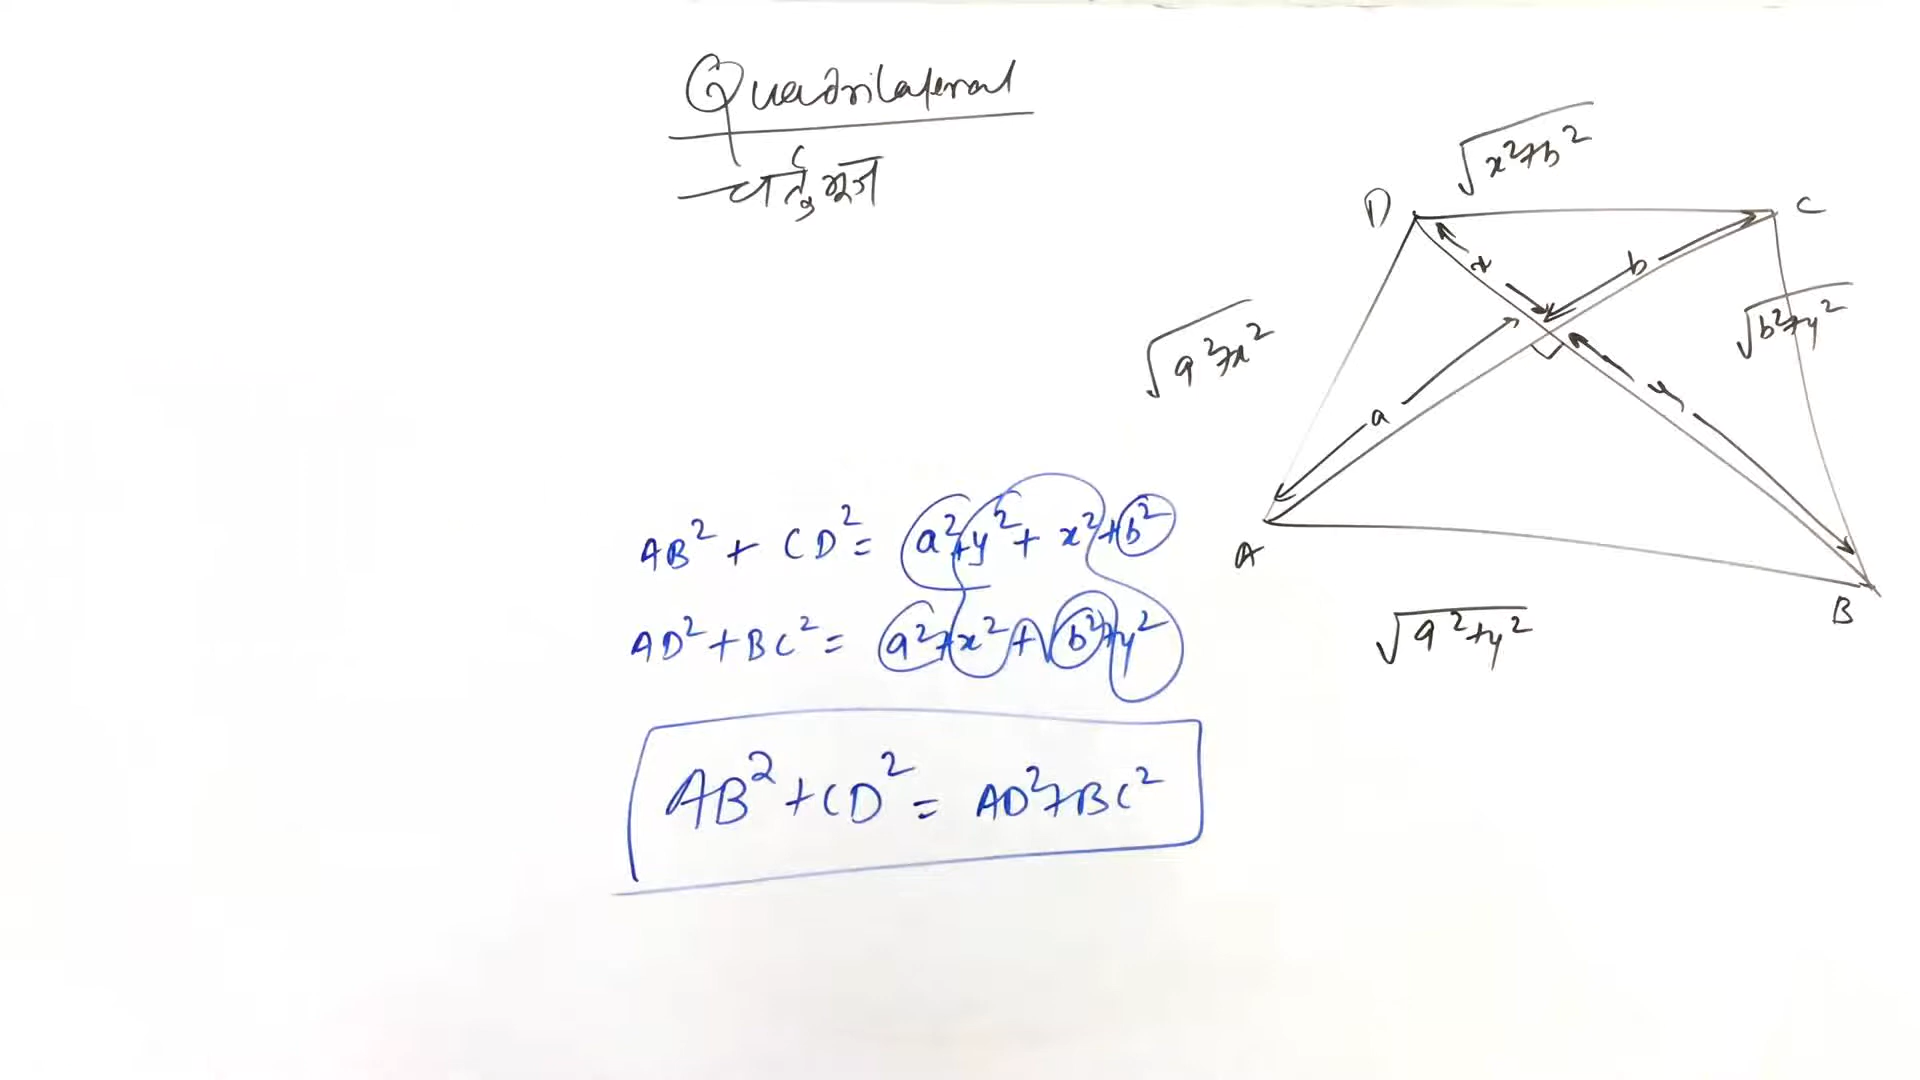 Quadrilateral
चर्तुभूज
√x²+b²
D
C
x
b
√b²+y²
√a²+x²
a
y
A
B
√a²+y²
AB² + CD² = a²+y² + x²+b²
AD² + BC² = a²+x² + b²+y²
AB² + CD² = AD²+BC²